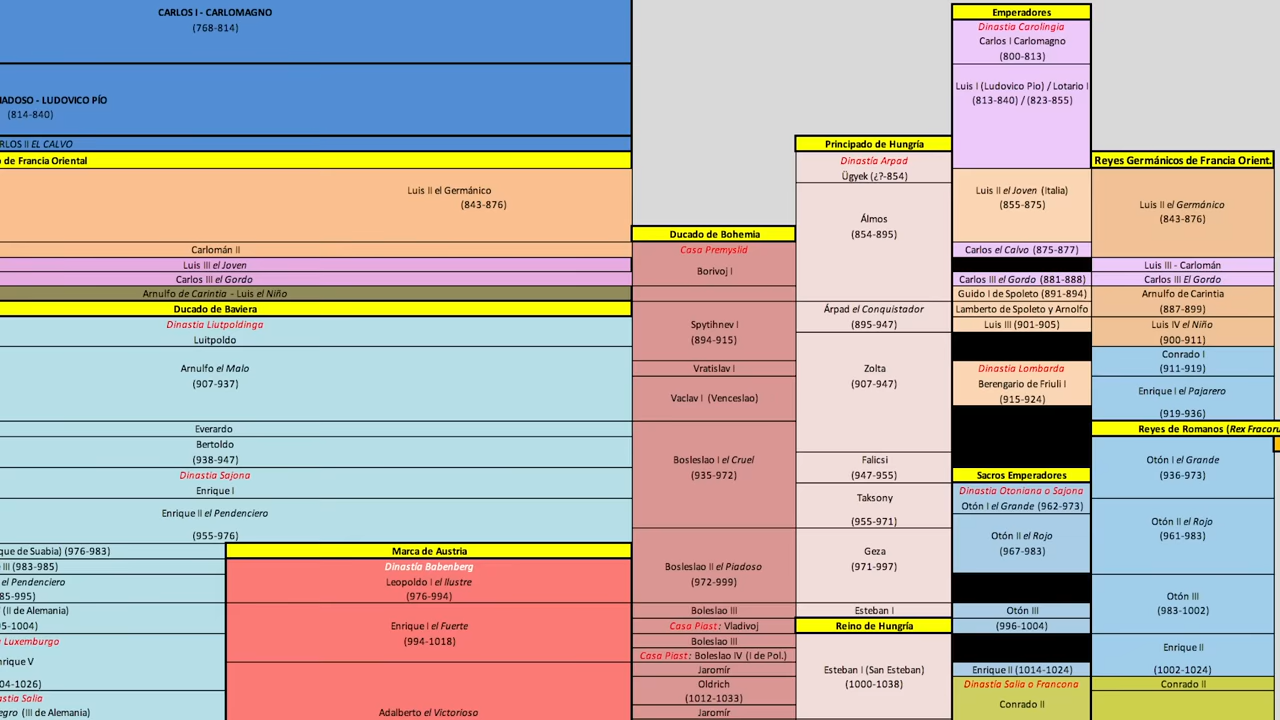 CARLOS I - CARLOMAGNO
(768-814)
ADOSO - LUDOVICO PÍO
(814-840)
RLOS II EL CALVO
o de Francia Oriental
Luis II el Germánico
(843-876)
Carlomán II
Luis III el Joven
Carlos III el Gordo
Arnulfo de Carintia - Luis el Niño
Ducado de Baviera
Dinastia Liutpoldinga
Luitpoldo
Arnulfo el Malo
(907-937)
Everardo
Bertoldo
(938-947)
Dinastia Sajona
Enrique I
Enrique II el Pendenciero
(955-976)
que de Suabia) (976-983)
III (983-985)
el Pendenciero
85-995)
(II de Alemania)
5-1004)
Luxemburgo
nrique V
04-1026)
astia Salia
egro (III de Alemania)
Marca de Austria
Dinastía Babenberg
Leopoldo I el Ilustre
(976-994)
Enrique I el Fuerte
(994-1018)
Adalberto el Victorioso
Ducado de Bohemia
Casa Premyslid
Borivoj I
Spytihnev I
(894-915)
Vratislav I
Vaclav I (Venceslao)
Bosleslao I el Cruel
(935-972)
Bosleslao II el Piadoso
(972-999)
Boleslao III
Casa Piast: Vladivoj
Boleslao III
Casa Piast: Boleslao IV (I de Pol.)
Jaromír
Oldrich
(1012-1033)
Jaromír
Principado de Hungría
Dinastía Arpad
Ügyek (¿?-854)
Álmos
(854-895)
Árpad el Conquistador
(895-947)
Zolta
(907-947)
Falicsi
(947-955)
Taksony
(955-971)
Geza
(971-997)
Esteban I
Reino de Hungría
Esteban I (San Esteban)
(1000-1038)
Emperadores
Dinastia Carolingia
Carlos I Carlomagno
(800-813)
Luis I (Ludovico Pio) / Lotario I
(813-840) / (823-855)
Luis II el Joven (Italia)
(855-875)
Carlos el Calvo (875-877)
Carlos III el Gordo (881-888)
Guido I de Spoleto (891-894)
Lamberto de Spoleto y Arnolfo
Luis III (901-905)
Dinastia Lombarda
Berengario de Friuli I
(915-924)
Sacros Emperadores
Dinastia Otoniana o Sajona
Otón I el Grande (962-973)
Otón II el Rojo
(967-983)
Otón III
(996-1004)
Enrique II (1014-1024)
Dinastía Salia o Francona
Conrado II
Reyes Germánicos de Francia Orient.
Luis II el Germánico
(843-876)
Luis III - Carlomán
Carlos III El Gordo
Arnulfo de Carintia
(887-899)
Luis IV el Niño
(900-911)
Conrado I
(911-919)
Enrique I el Pajarero
(919-936)
Reyes de Romanos (Rex Fracoru
Otón I el Grande
(936-973)
Otón II el Rojo
(961-983)
Otón III
(983-1002)
Enrique II
(1002-1024)
Conrado II